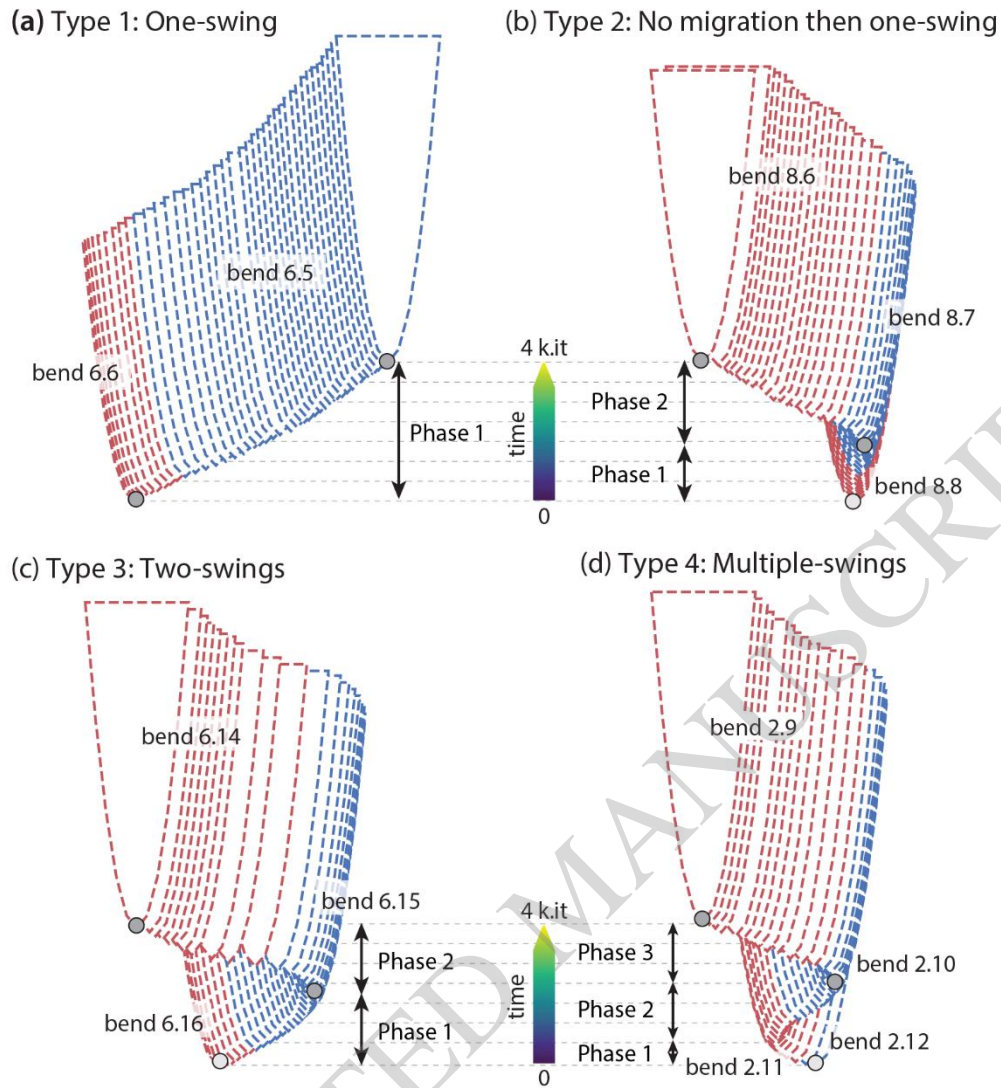 (a) Type 1: One-swing
(b) Type 2: No migration then one-swing
bend 8.6
bend 6.5
bend 8.7
bend 6.6
4 k.it
Phase 2
Phase 1
time
Phase 1
bend 8.8
0
(c) Type 3: Two-swings
(d) Type 4: Multiple-swings
bend 6.14
bend 2.9
bend 6.15
4 k.it
Phase 2
Phase 3
bend 2.10
time
Phase 2
bend 6.16
Phase 1
Phase 1
bend 2.12
bend 2.11
0
TED MANUSCRI